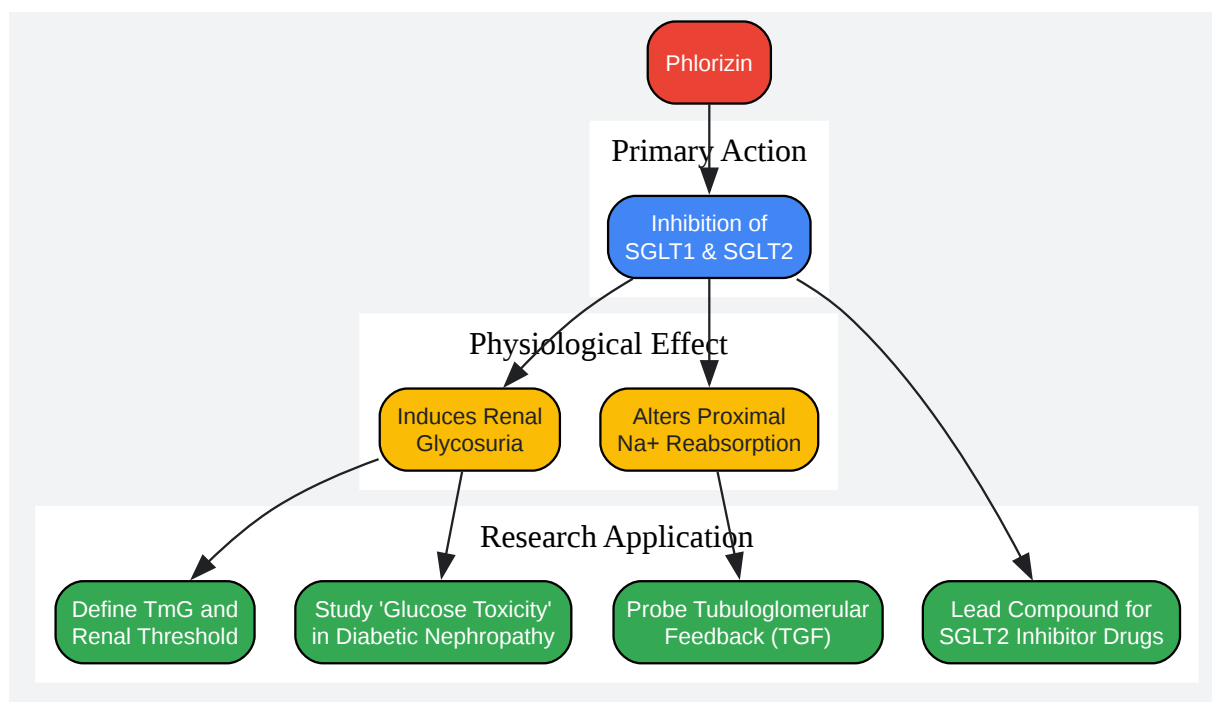 Phlorizin
Primary Action
Inhibition of
SGLT1 & SGLT2
Physiological Effect
Induces Renal
Glycosuria
Alters Proximal
Na+ Reabsorption
Research Application
Define TmG and
Renal Threshold
Study 'Glucose Toxicity'
in Diabetic Nephropathy
Probe Tubuloglomerular
Feedback (TGF)
Lead Compound for
SGLT2 Inhibitor Drugs